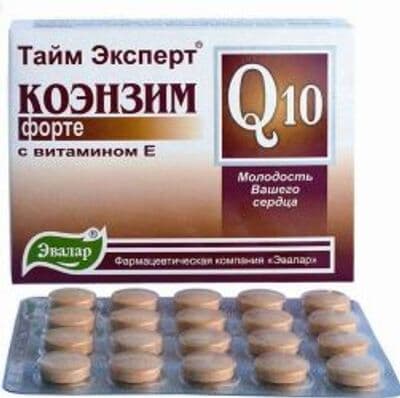 Тайм Эксперт®
КОЭНЗИМ
форте
с витамином Е
Q10
Молодость
Вашего
сердца
Эвалар®
Фармацевтическая компания «Эвалар»